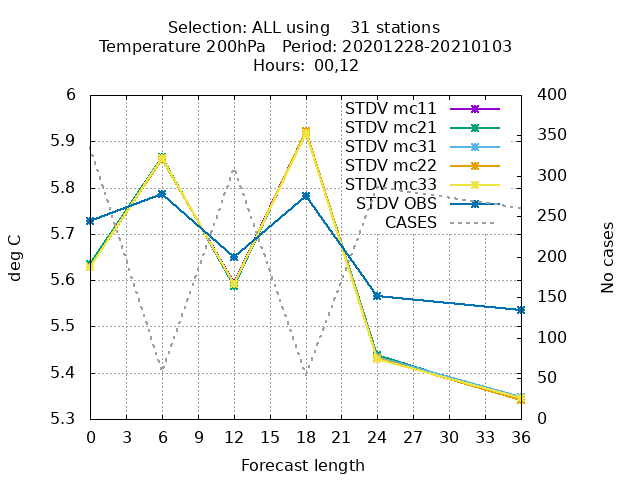 Selection: ALL using    31 stations
Temperature 200hPa   Period: 20201228-20210103
Hours:  00,12
6
5.9
5.8
5.7
5.6
5.5
5.4
5.3
deg C
STDV mc11
STDV mc21
STDV mc31
STDV mc22
STDV mc33
STDV OBS
CASES
400
350
300
250
200
150
100
50
0
No cases
0 3 6 9 12 15 18 21 24 27 30 33 36
Forecast length